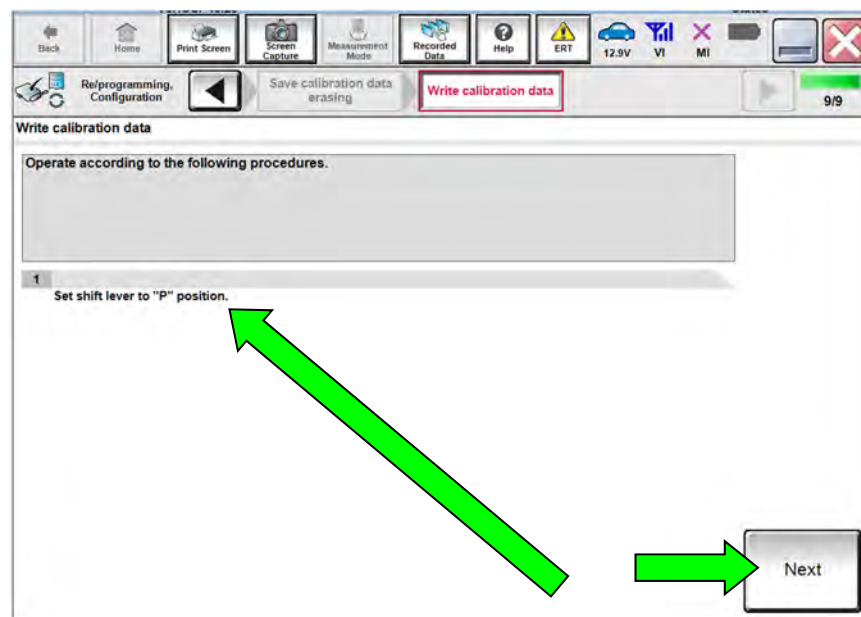 Back
Home
Print Screen
Screen
Capture
Measurement
Mode
Recorded
Data
Help
ERT
12.9V
VI
MI
Re/programming,
Configuration
Save calibration data
erasing
Write calibration data
9/9
Write calibration data
Operate according to the following procedures.
1
Set shift lever to "P" position.
Next